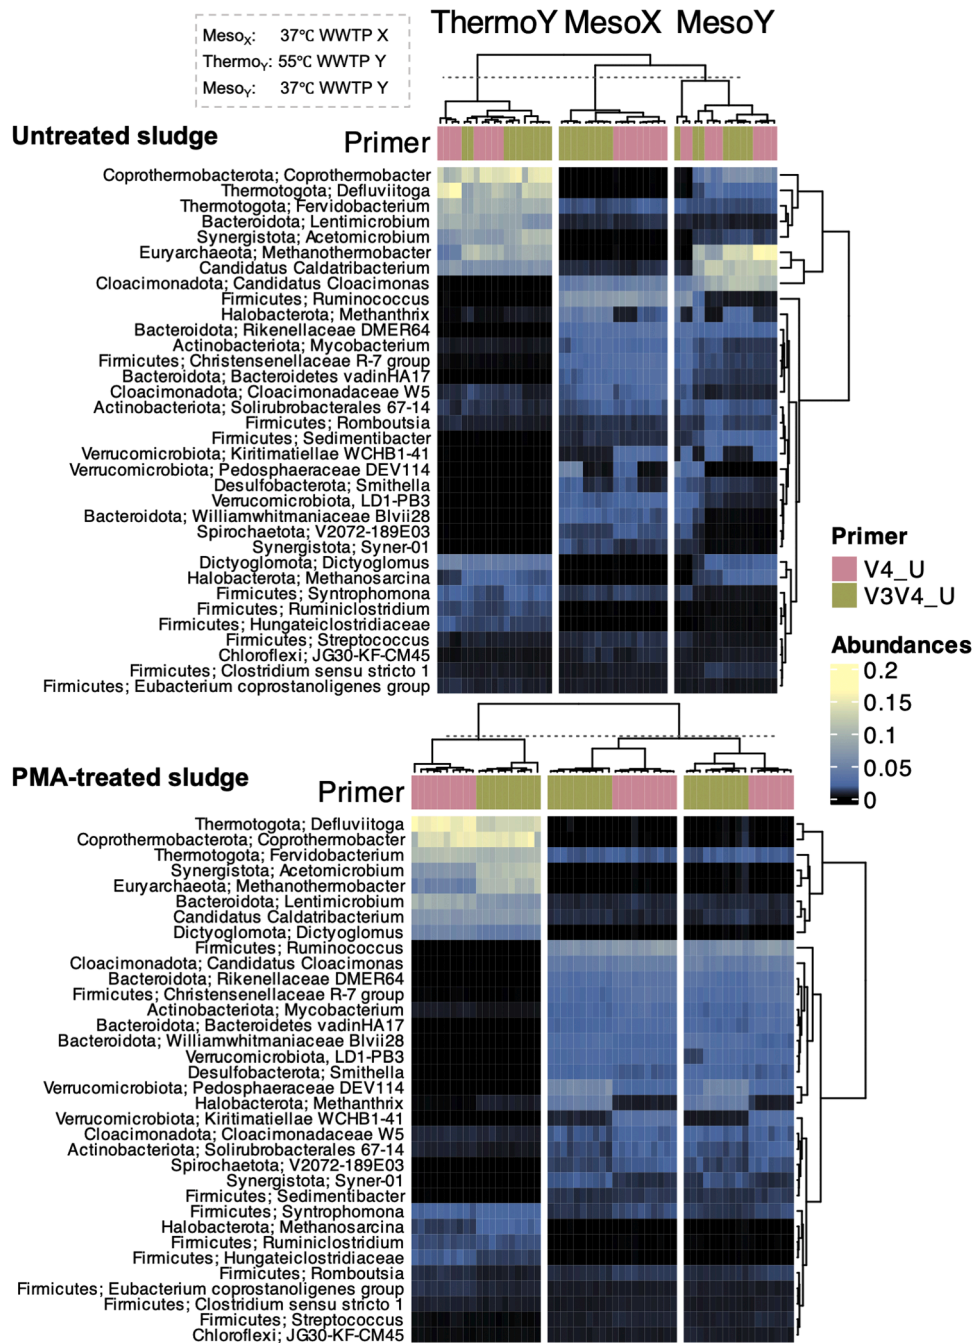 ThermoY MesoX MesoY
MesoX: 37℃ WWTP X
ThermoY: 55℃ WWTP Y
MesoY: 37℃ WWTP Y
Untreated sludge
Primer
Coprothermobacterota; Coprothermobacter
Thermotogota; Defluviitoga
Thermotogota; Fervidobacterium
Bacteroidota; Lentimicrobium
Synergistota; Acetomicrobium
Euryarchaeota; Methanothermobacter
Candidatus Caldatribacterium
Cloacimonadota; Candidatus Cloacimonas
Firmicutes; Ruminococcus
Halobacterota; Methanthrix
Bacteroidota; Rikenellaceae DMER64
Actinobacteriota; Mycobacterium
Firmicutes; Christensenellaceae R-7 group
Bacteroidota; Bacteroidetes vadinHA17
Cloacimonadota; Cloacimonadaceae W5
Actinobacteriota; Solirubrobacterales 67-14
Firmicutes; Romboutsia
Firmicutes; Sedimentibacter
Verrucomicrobiota; Kiritimatiellae WCHB1-41
Verrucomicrobiota; Pedosphaeraceae DEV114
Desulfobacterota; Smithella
Verrucomicrobiota, LD1-PB3
Bacteroidota; Williamwhitmaniaceae Blvii28
Spirochaetota; V2072-189E03
Synergistota; Syner-01
Dictyoglomota; Dictyoglomus
Halobacterota; Methanosarcina
Firmicutes; Syntrophomona
Firmicutes; Ruminiclostridium
Firmicutes; Hungateiclostridiaceae
Firmicutes; Streptococcus
Chloroflexi; JG30-KF-CM45
Firmicutes; Clostridium sensu stricto 1
Firmicutes; Eubacterium coprostanoligenes group
Primer
V4_U
V3V4_U
Abundances
0.2
0.15
0.1
0.05
0
PMA-treated sludge
Primer
Thermotogota; Defluviitoga
Coprothermobacterota; Coprothermobacter
Thermotogota; Fervidobacterium
Synergistota; Acetomicrobium
Euryarchaeota; Methanothermobacter
Bacteroidota; Lentimicrobium
Candidatus Caldatribacterium
Dictyoglomota; Dictyoglomus
Firmicutes; Ruminococcus
Cloacimonadota; Candidatus Cloacimonas
Bacteroidota; Rikenellaceae DMER64
Firmicutes; Christensenellaceae R-7 group
Actinobacteriota; Mycobacterium
Bacteroidota; Bacteroidetes vadinHA17
Bacteroidota; Williamwhitmaniaceae Blvii28
Verrucomicrobiota, LD1-PB3
Desulfobacterota; Smithella
Verrucomicrobiota; Pedosphaeraceae DEV114
Halobacterota; Methanthrix
Verrucomicrobiota; Kiritimatiellae WCHB1-41
Cloacimonadota; Cloacimonadaceae W5
Actinobacteriota; Solirubrobacterales 67-14
Spirochaetota; V2072-189E03
Synergistota; Syner-01
Firmicutes; Sedimentibacter
Firmicutes; Syntrophomona
Halobacterota; Methanosarcina
Firmicutes; Ruminiclostridium
Firmicutes; Hungateiclostridiaceae
Firmicutes; Romboutsia
Firmicutes; Eubacterium coprostanoligenes group
Firmicutes; Clostridium sensu stricto 1
Firmicutes; Streptococcus
Chloroflexi; JG30-KF-CM45